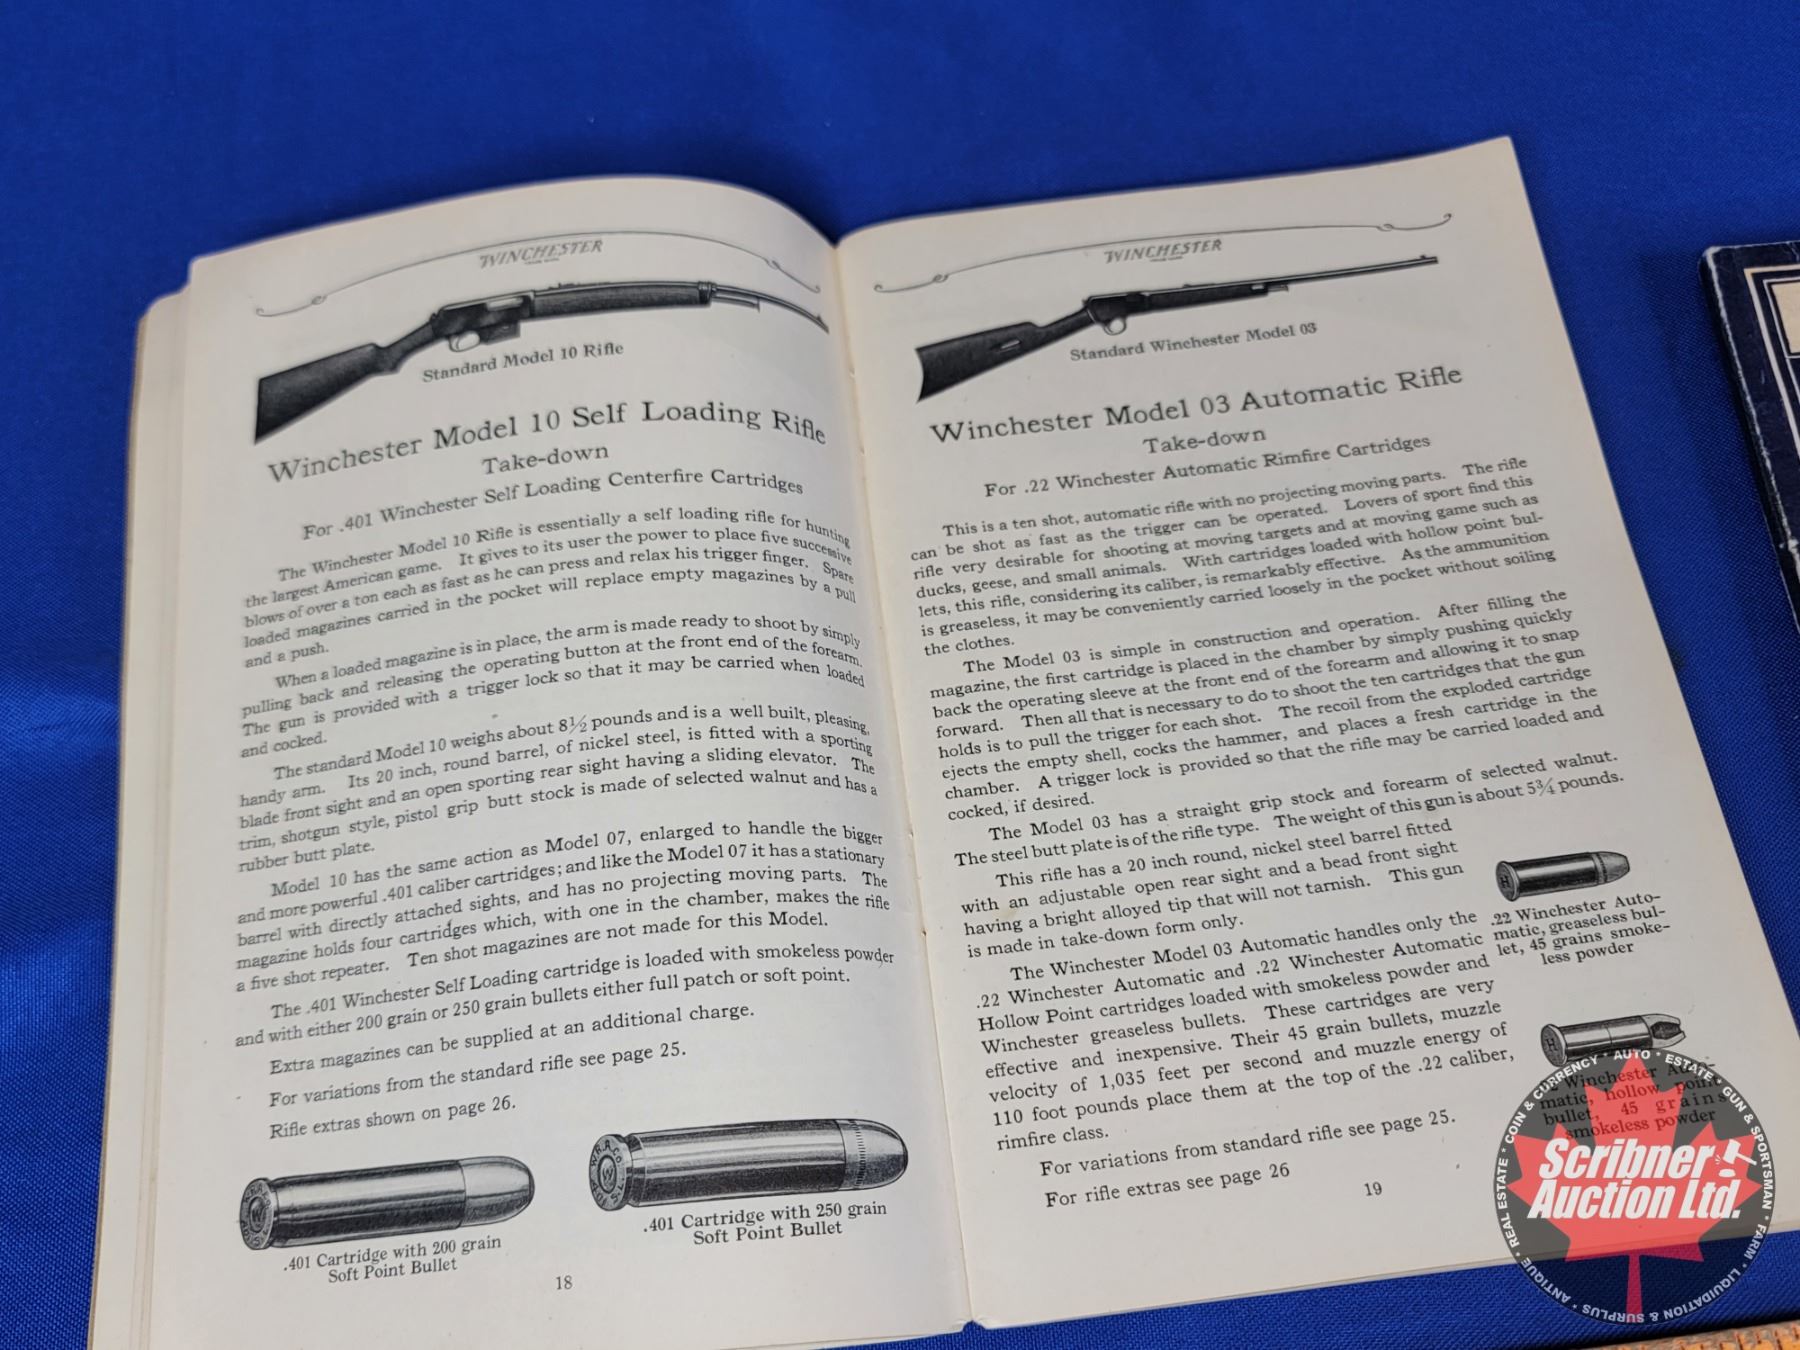 WINCHESTER
TRADE MARK
Standard Model 10 Rifle
Winchester Model 10 Self Loading Rifle
Take-down
For .401 Winchester Self Loading Centerfire Cartridges
The Winchester Model 10 Rifle is essentially a self loading rifle for hunting
the largest American game. It gives to its user the power to place five successive
blows of over a ton each as fast as he can press and relax his trigger finger. Spare
loaded magazines carried in the pocket will replace empty magazines by a pull
and a push.
When a loaded magazine is in place, the arm is made ready to shoot by simply
pulling back and releasing the operating button at the front end of the forearm.
The gun is provided with a trigger lock so that it may be carried when loaded
and cocked.
The standard Model 10 weighs about 8½ pounds and is a well built, pleasing,
handy arm. Its 20 inch, round barrel, of nickel steel, is fitted with a sporting
blade front sight and an open sporting rear sight having a sliding elevator. The
trim, shotgun style, pistol grip butt stock is made of selected walnut and has a
rubber butt plate.
Model 10 has the same action as Model 07, enlarged to handle the bigger
and more powerful .401 caliber cartridges; and like the Model 07 it has a stationary
barrel with directly attached sights, and has no projecting moving parts. The
magazine holds four cartridges which, with one in the chamber, makes the rifle
a five shot repeater. Ten shot magazines are not made for this Model.
The .401 Winchester Self Loading cartridge is loaded with smokeless powder
and with either 200 grain or 250 grain bullets either full patch or soft point.
Extra magazines can be supplied at an additional charge.
For variations from the standard rifle see page 25.
Rifle extras shown on page 26.
.401 Cartridge with 200 grain
Soft Point Bullet
W.R.A.CO.
W
.401 Cartridge with 250 grain
Soft Point Bullet
18
WINCHESTER
TRADE MARK
Standard Winchester Model 03
Winchester Model 03 Automatic Rifle
Take-down
For .22 Winchester Automatic Rimfire Cartridges
This is a ten shot, automatic rifle with no projecting moving parts. The rifle
can be shot as fast as the trigger can be operated. Lovers of sport find this
rifle very desirable for shooting at moving targets and at moving game such as
ducks, geese, and small animals. With cartridges loaded with hollow point bul-
lets, this rifle, considering its caliber, is remarkably effective. As the ammunition
is greaseless, it may be conveniently carried loosely in the pocket without soiling
the clothes.
The Model 03 is simple in construction and operation. After filling the
magazine, the first cartridge is placed in the chamber by simply pushing quickly
back the operating sleeve at the front end of the forearm and allowing it to snap
forward. Then all that is necessary to do to shoot the ten cartridges that the gun
holds is to pull the trigger for each shot. The recoil from the exploded cartridge
ejects the empty shell, cocks the hammer, and places a fresh cartridge in the
chamber. A trigger lock is provided so that the rifle may be carried loaded and
cocked, if desired.
The Model 03 has a straight grip stock and forearm of selected walnut.
The steel butt plate is of the rifle type. The weight of this gun is about 5¾ pounds.
This rifle has a 20 inch round, nickel steel barrel fitted
with an adjustable open rear sight and a bead front sight
having a bright alloyed tip that will not tarnish. This gun
is made in take-down form only.
The Winchester Model 03 Automatic handles only the
.22 Winchester Automatic and .22 Winchester Automatic
Hollow Point cartridges loaded with smokeless powder and
Winchester greaseless bullets. These cartridges are very
effective and inexpensive. Their 45 grain bullets, muzzle
velocity of 1,035 feet per second and muzzle energy of
110 foot pounds place them at the top of the .22 caliber,
rimfire class.
For variations from standard rifle see page 25.
For rifle extras see page 26
H
.22 Winchester Auto-
matic, greaseless bul-
let, 45 grains smoke-
less powder
H
Winchester
matic, hollow point
bullet, 45 grains
smokeless powder
19
Scribner
Auction Ltd.
REAL ESTATE * COIN & CURRENCY * AUTO * ESTATE * GUN & SPORTSMAN * FARM * LIQUIDATION & SURPLUS * ANTIQUE *